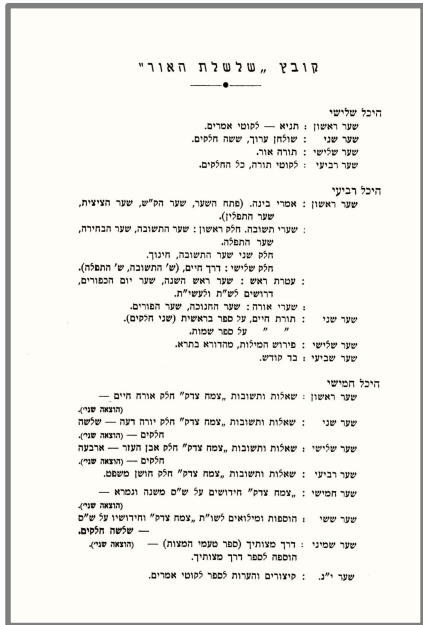 קובץ „שלשלת האור"
היכל שלישי
שער ראשון : תניא — לקוטי אמרים.
שער שני : שולחן ערוך, ששה חלקים.
שער שלישי : תורה אור.
שער רביעי : לקוטי תורה, כל החלקים.
היכל רביעי
שער ראשון : אמרי בינה. (פתח השער, שער הק"ש, שער הציצית,
שער התפלין).
: שערי תשובה. חלק ראשון : שער התשובה, שער הבחירה,
שער התפלה.
חלק שני שער התשובה, חינוך.
חלק שלישי : דרך חיים, (ש' התשובה, ש' התפלה).
: עטרת ראש : שער ראש השנה, שער יום הכפורים,
דרושים לש"ת ולעשי"ת.
: שערי אורה : שער החנוכה, שער הפורים.
שער שני : תורת חיים, על ספר בראשית (שני חלקים).
" " על ספר שמות.
שער שלישי : פירוש המילות, מהדורא בתרא.
שער שביעי : בד קודש.
היכל חמישי
שער ראשון : שאלות ותשובות „צמח צדק" חלק אורח חיים —
(הוצאה שני').
שער שני : שאלות ותשובות „צמח צדק" חלק יורה דעה — שלשה
חלקים — (הוצאה שני').
שער שלישי : שאלות ותשובות „צמח צדק" חלק אבן העזר — ארבעה
חלקים — (הוצאה שני').
שער רביעי : שאלות ותשובות „צמח צדק" חלק חושן משפט.
שער חמישי : „צמח צדק" חידושים על ש"ס משנה וגמרא —
(הוצאה שני').
שער ששי : הוספות ומילואים לשו"ת „צמח צדק" וחידושיו על ש"ס
— שלשה חלקים.
שער שמיני : דרך מצותיך (ספר טעמי המצות) — (הוצאה שני').
הוספה לספר דרך מצותיך.
שער י"נ. : קיצורים והערות לספר לקוטי אמרים.